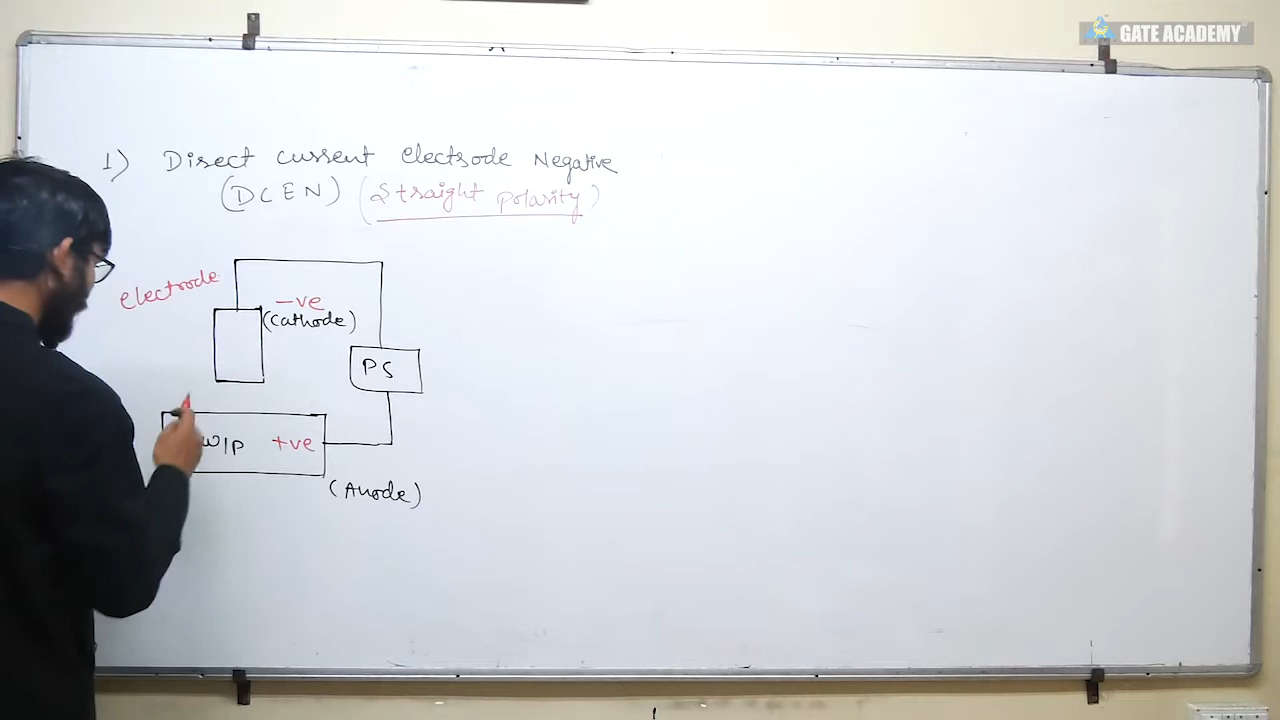 GATE ACADEMY
1) Direct current electrode Negative
(DCEN) (Straight polarity)
electrode
-ve
(Cathode)
PS
W/P +ve
(Anode)